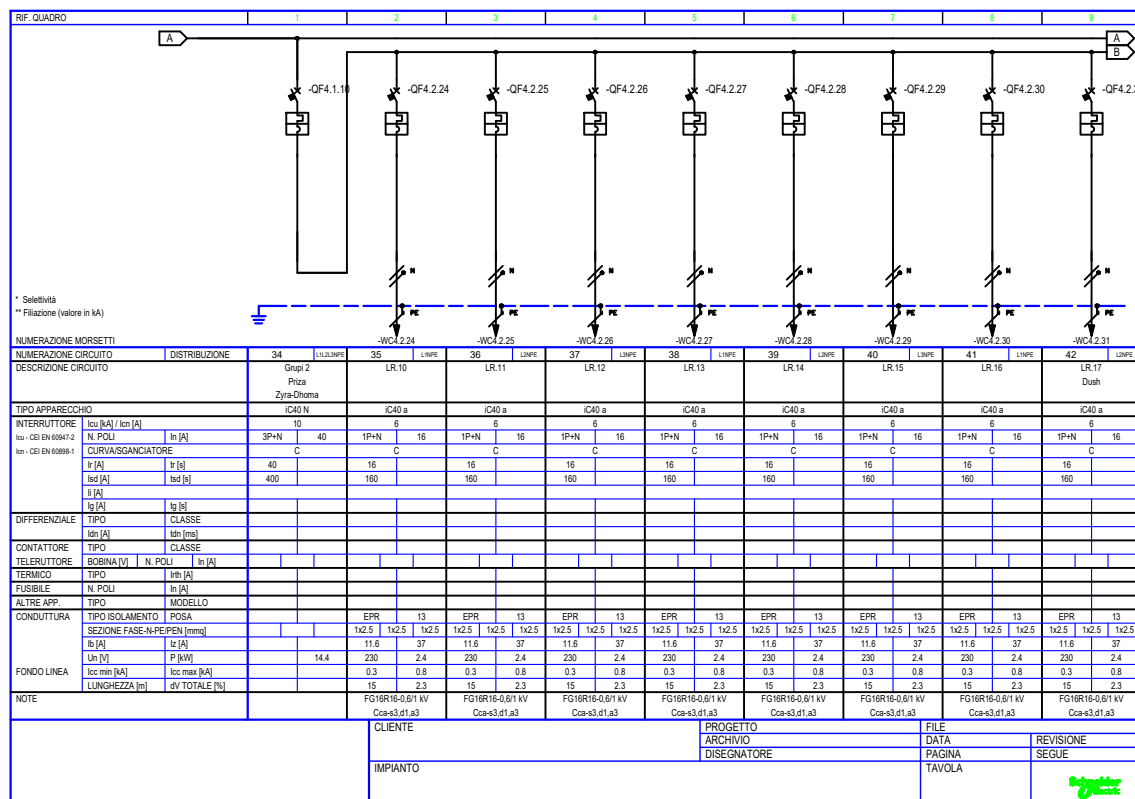 RIF. QUADRO 1 2 3 4 5 6 7 8 9
A A
B
-QF4.1.10 -QF4.2.24 -QF4.2.25 -QF4.2.26 -QF4.2.27 -QF4.2.28 -QF4.2.29 -QF4.2.30 -QF4.2.3
N N N N N N N N
* Selettività
** Filiazione (valore in kA)
PE PE PE PE PE PE PE PE
NUMERAZIONE MORSETTI -WC4.2.24 -WC4.2.25 -WC4.2.26 -WC4.2.27 -WC4.2.28 -WC4.2.29 -WC4.2.30 -WC4.2.31
NUMERAZIONE CIRCUITO DISTRIBUZIONE 34 L1L2L3NPE 35 L1NPE 36 L2NPE 37 L3NPE 38 L1NPE 39 L2NPE 40 L3NPE 41 L1NPE 42 L2NPE
DESCRIZIONE CIRCUITO Grupi 2 LR.10 LR.11 LR.12 LR.13 LR.14 LR.15 LR.16 LR.17
Priza Dush
Zyra-Dhoma
TIPO APPARECCHIO iC40 N iC40 a iC40 a iC40 a iC40 a iC40 a iC40 a iC40 a iC40 a
INTERRUTTORE Icu [kA] / Icn [A] 10 6 6 6 6 6 6 6 6
Icu - CEI EN 60947-2 N. POLI In [A] 3P+N 40 1P+N 16 1P+N 16 1P+N 16 1P+N 16 1P+N 16 1P+N 16 1P+N 16 1P+N 16
Icn - CEI EN 60898-1 CURVA/SGANCIATORE C C C C C C C C C
Ir [A] tr [s] 40 16 16 16 16 16 16 16 16
Isd [A] tsd [s] 400 160 160 160 160 160 160 160 160
Ii [A]
Ig [A] tg [s]
DIFFERENZIALE TIPO CLASSE
Idn [A] tdn [ms]
CONTATTORE TIPO CLASSE
TELERUTTORE BOBINA [V] N. POLI In [A]
TERMICO TIPO Irth [A]
FUSIBILE N. POLI In [A]
ALTRE APP. TIPO MODELLO
CONDUTTURA TIPO ISOLAMENTO POSA EPR 13 EPR 13 EPR 13 EPR 13 EPR 13 EPR 13 EPR 13 EPR 13
SEZIONE FASE-N-PE/PEN [mmq] 1x2.5 1x2.5 1x2.5 1x2.5 1x2.5 1x2.5 1x2.5 1x2.5 1x2.5 1x2.5 1x2.5 1x2.5 1x2.5 1x2.5 1x2.5 1x2.5 1x2.5 1x2.5 1x2.5 1x2.5 1x2.5 1x2.5 1x2.5 1x2.5
Ib [A] Iz [A] 11.6 37 11.6 37 11.6 37 11.6 37 11.6 37 11.6 37 11.6 37 11.6 37
Un [V] P [kW] 14.4 230 2.4 230 2.4 230 2.4 230 2.4 230 2.4 230 2.4 230 2.4 230 2.4
FONDO LINEA Icc min [kA] Icc max [kA] 0.3 0.8 0.3 0.8 0.3 0.8 0.3 0.8 0.3 0.8 0.3 0.8 0.3 0.8 0.3 0.8
LUNGHEZZA [m] dV TOTALE [%] 15 2.3 15 2.3 15 2.3 15 2.3 15 2.3 15 2.3 15 2.3 15 2.3
NOTE FG16R16-0,6/1 kV FG16R16-0,6/1 kV FG16R16-0,6/1 kV FG16R16-0,6/1 kV FG16R16-0,6/1 kV FG16R16-0,6/1 kV FG16R16-0,6/1 kV FG16R16-0,6/1 kV
Cca-s3,d1,a3 Cca-s3,d1,a3 Cca-s3,d1,a3 Cca-s3,d1,a3 Cca-s3,d1,a3 Cca-s3,d1,a3 Cca-s3,d1,a3 Cca-s3,d1,a3
CLIENTE PROGETTO FILE
ARCHIVIO DATA REVISIONE
DISEGNATORE PAGINA SEGUE
IMPIANTO TAVOLA
Schneider
Electric